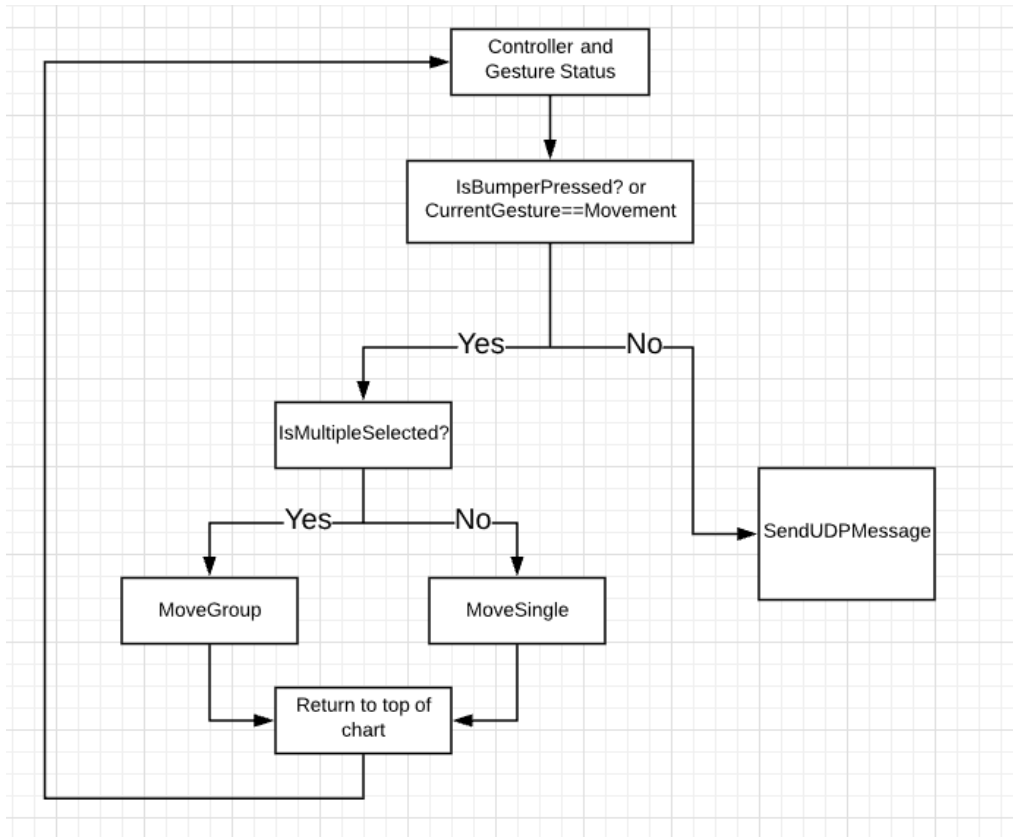 Controller and
Gesture Status
IsBumperPressed? or
CurrentGesture==Movement
Yes
No
IsMultipleSelected?
Yes
No
SendUDPMessage
MoveGroup
MoveSingle
Return to top of
chart